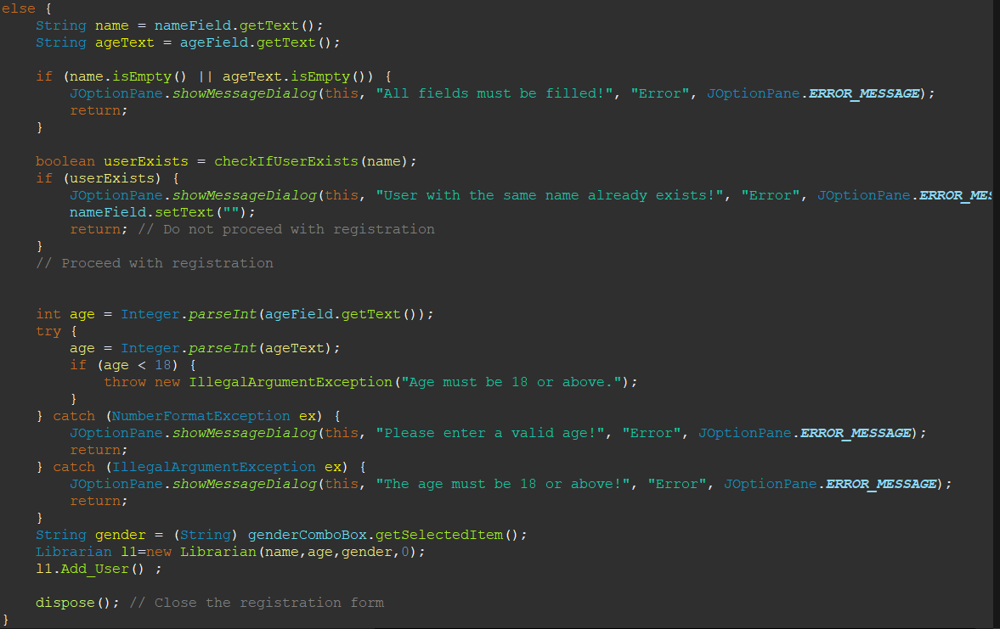 else {
    String name = nameField.getText();
    String ageText = ageField.getText();

    if (name.isEmpty() || ageText.isEmpty()) {
        JOptionPane.showMessageDialog(this, "All fields must be filled!", "Error", JOptionPane.ERROR_MESSAGE);
        return;
    }

    boolean userExists = checkIfUserExists(name);
    if (userExists) {
        JOptionPane.showMessageDialog(this, "User with the same name already exists!", "Error", JOptionPane.ERROR_MES
        nameField.setText("");
        return; // Do not proceed with registration
    }
    // Proceed with registration


    int age = Integer.parseInt(ageField.getText());
    try {
        age = Integer.parseInt(ageText);
        if (age < 18) {
            throw new IllegalArgumentException("Age must be 18 or above.");
        }
    } catch (NumberFormatException ex) {
        JOptionPane.showMessageDialog(this, "Please enter a valid age!", "Error", JOptionPane.ERROR_MESSAGE);
        return;
    } catch (IllegalArgumentException ex) {
        JOptionPane.showMessageDialog(this, "The age must be 18 or above!", "Error", JOptionPane.ERROR_MESSAGE);
        return;
    }
    String gender = (String) genderComboBox.getSelectedItem();
    Librarian l1=new Librarian(name,age,gender,0);
    l1.Add_User() ;

    dispose(); // Close the registration form
}